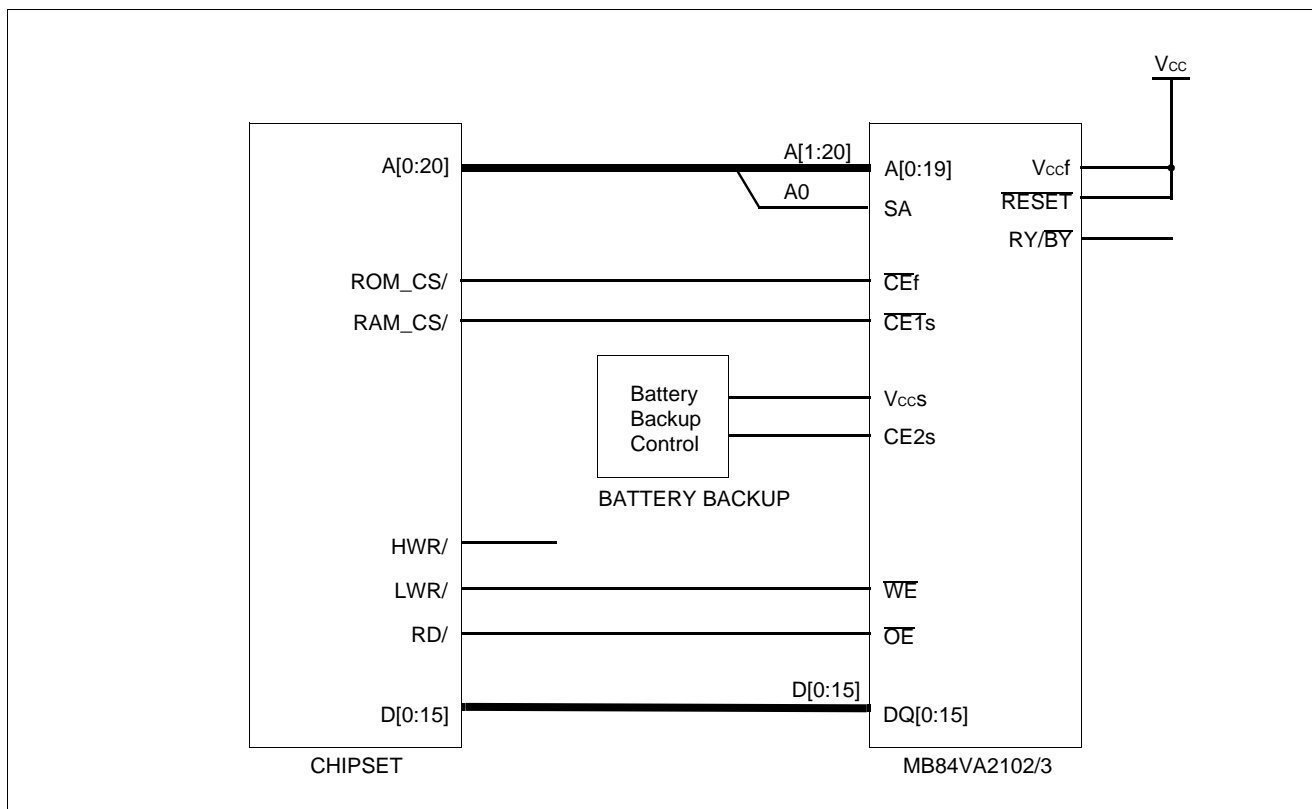 Vcc
A[0:20]
A[1:20]
A[0:19]
Vccf
A0
SA
RESET
RY/BY
ROM_CS/
CEf
RAM_CS/
CE1s
Battery
Backup
Control
Vccs
CE2s
BATTERY BACKUP
HWR/
LWR/
WE
RD/
OE
D[0:15]
D[0:15]
DQ[0:15]
CHIPSET
MB84VA2102/3